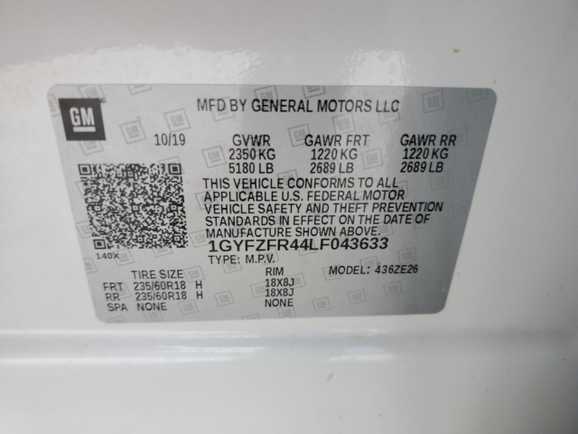 GM
MFD BY GENERAL MOTORS LLC
10/19 GVWR GAWR FRT GAWR RR
2350 KG 1220 KG 1220 KG
5180 LB 2689 LB 2689 LB
THIS VEHICLE CONFORMS TO ALL
APPLICABLE U.S. FEDERAL MOTOR
VEHICLE SAFETY AND THEFT PREVENTION
STANDARDS IN EFFECT ON THE DATE OF
MANUFACTURE SHOWN ABOVE.
140X 1GYFZFR44LF043633
TYPE: M.P.V. MODEL: 436ZE26
TIRE SIZE RIM
FRT 235/60R18 H 18X8J
RR 235/60R18 H 18X8J
SPA NONE NONE